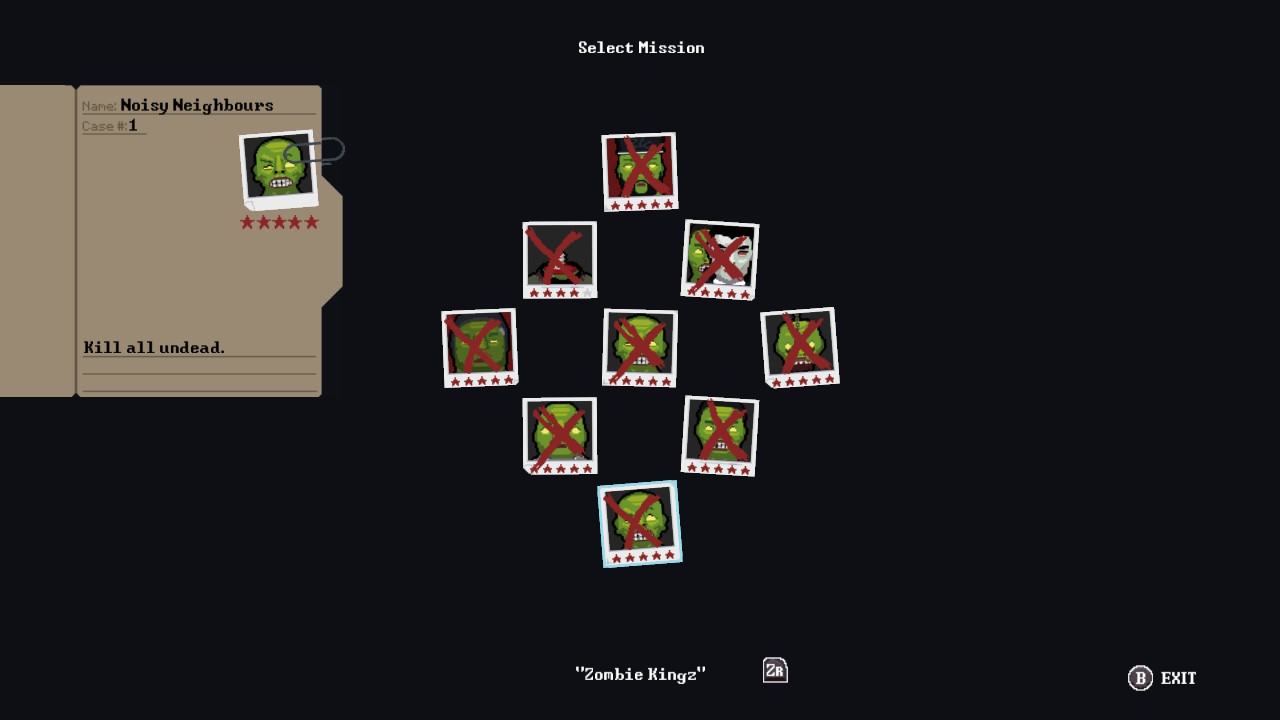 Select Mission
Name: Noisy Neighbours
Case #: 1
Kill all undead.
"Zombie Kingz"
ZR
B EXIT